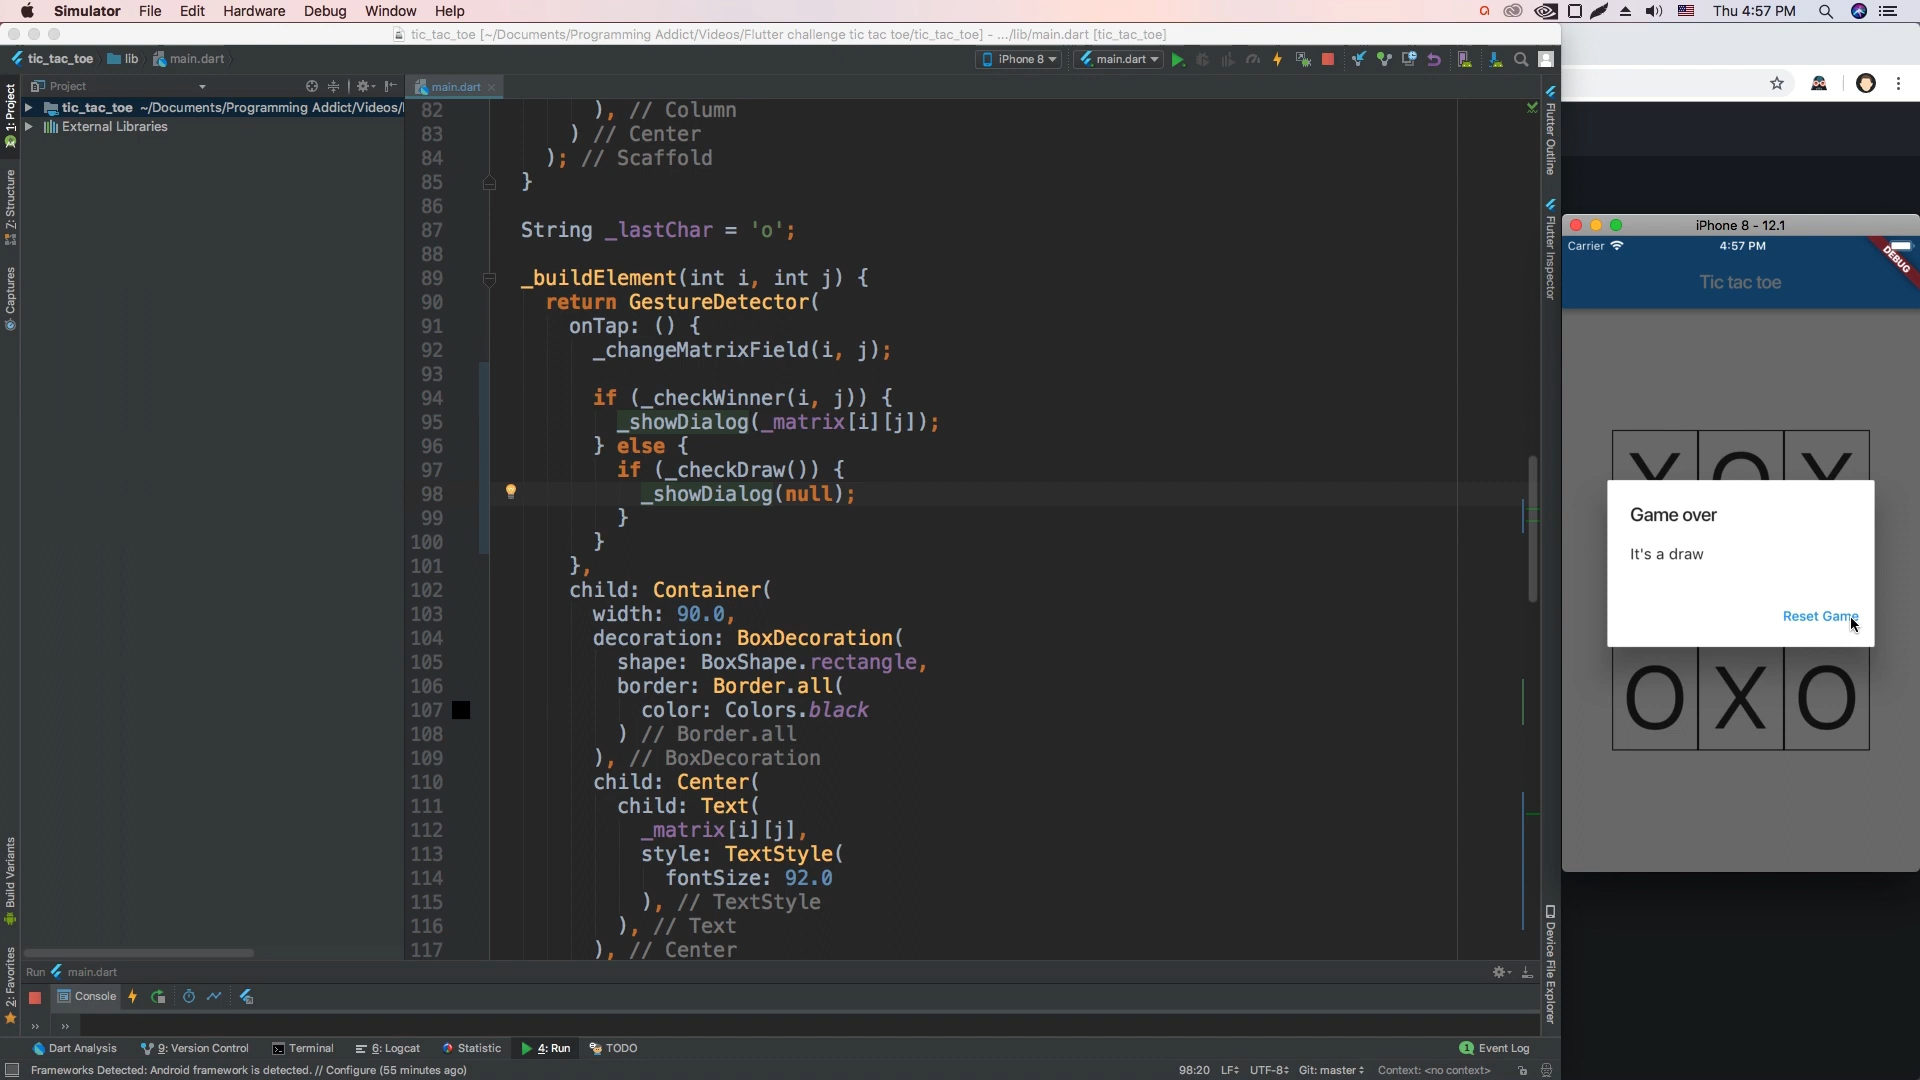 Simulator File Edit Hardware Debug Window Help
Thu 4:57 PM
tic_tac_toe [~/Documents/Programming Addict/Videos/Flutter challenge tic tac toe/tic_tac_toe] - .../lib/main.dart [tic_tac_toe]
tic_tac_toe lib main.dart
iPhone 8 main.dart
Project
main.dart
tic_tac_toe ~/Documents/Programming Addict/Videos/
External Libraries
1: Project
7: Structure
Captures
Build Variants
2: Favorites
82 ), // Column
83 ) // Center
84 ); // Scaffold
85 }
86
87 String _lastChar = 'o';
88
89 _buildElement(int i, int j) {
90 return GestureDetector(
91 onTap: () {
92 _changeMatrixField(i, j);
93
94 if (_checkWinner(i, j)) {
95 _showDialog(_matrix[i][j]);
96 } else {
97 if (_checkDraw()) {
98 _showDialog(null);
99 }
100 }
101 },
102 child: Container(
103 width: 90.0,
104 decoration: BoxDecoration(
105 shape: BoxShape.rectangle,
106 border: Border.all(
107 color: Colors.black
108 ) // Border.all
109 ), // BoxDecoration
110 child: Center(
111 child: Text(
112 _matrix[i][j],
113 style: TextStyle(
114 fontSize: 92.0
115 ), // TextStyle
116 ), // Text
117 ), // Center
Flutter Outline
Flutter Inspector
Device File Explorer
iPhone 8 - 12.1
Carrier 4:57 PM
DEBUG
Tic tac toe
X O X
Game over
It's a draw
Reset Game
O X O
Run main.dart
Console
Dart Analysis 9: Version Control Terminal 6: Logcat Statistic 4: Run TODO
1 Event Log
Frameworks Detected: Android framework is detected. // Configure (55 minutes ago)
98:20 LF UTF-8 Git: master Context: <no context>